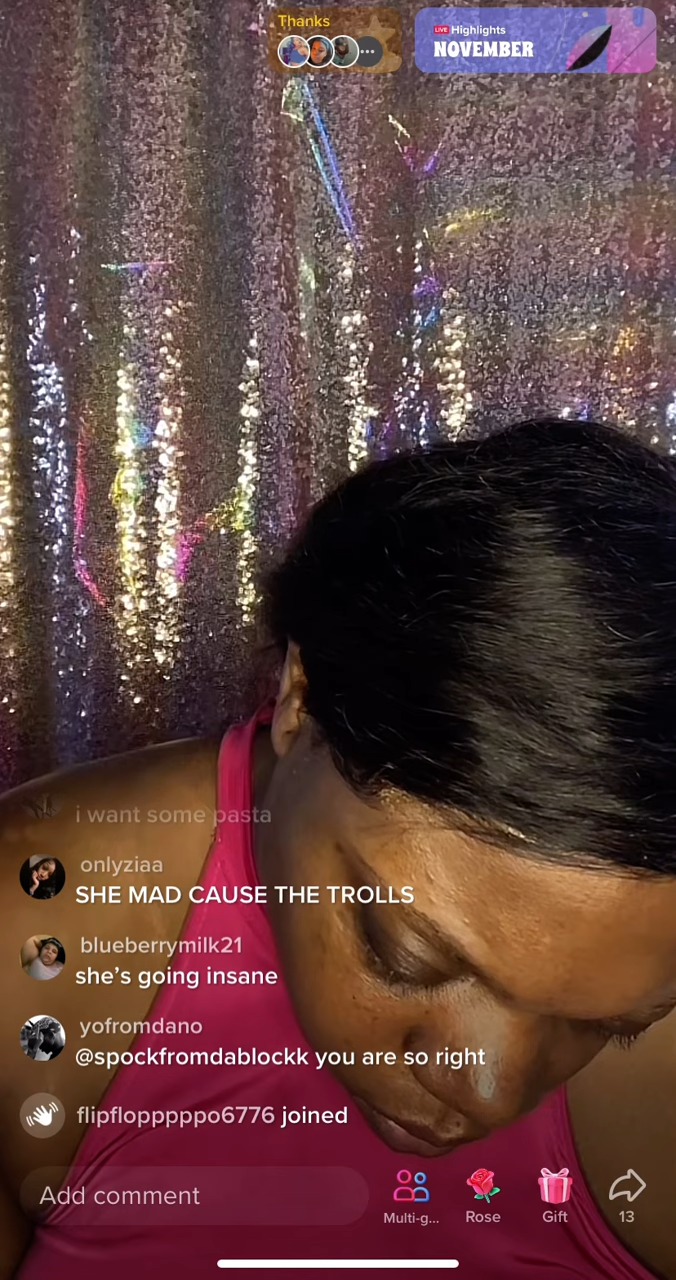 Thanks
LIVE Highlights
NOVEMBER
i want some pasta
onlyziaa
SHE MAD CAUSE THE TROLLS
blueberrymilk21
she's going insane
yofromdano
@spockfromdablockk you are so right
flipflopppppo6776 joined
Add comment
Multi-g...
Rose
Gift
13